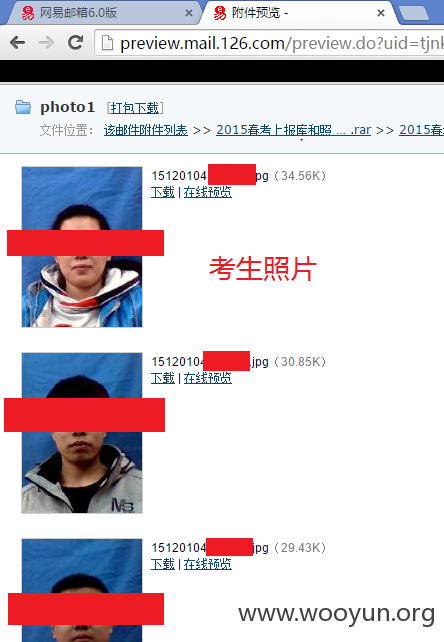 网易邮箱6.0版
附件预览 -
preview.mail.126.com/preview.do?uid=tjnk
photo1 [打包下载]
文件位置： 该邮件附件列表 >> 2015春考上报库和照 ... .rar >> 2015春
15120104 pg（34.56K）
下载 | 在线预览
考生照片
15120104 .jpg（30.85K）
下载 | 在线预览
MB
15120104 jpg（29.43K）
下载 | 在线预览
www.wooyun.org